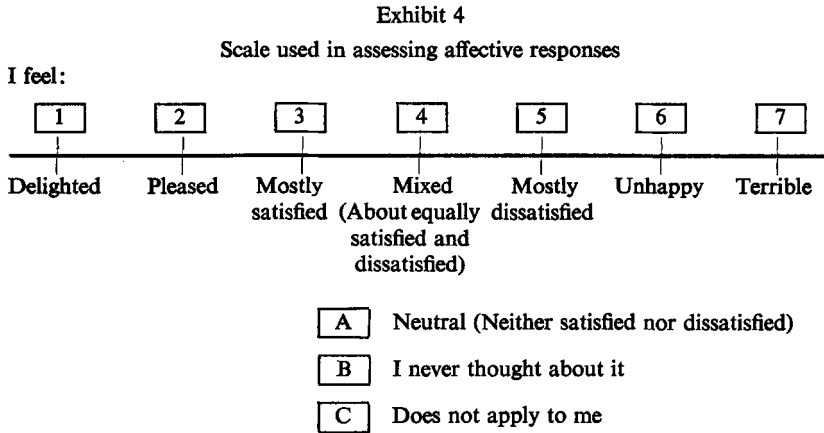 Exhibit 4
Scale used in assessing affective responses
I feel:
1 2 3 4 5 6 7
Delighted Pleased Mostly Mixed Mostly Unhappy Terrible
satisfied (About equally dissatisfied
satisfied and
dissatisfied)
A Neutral (Neither satisfied nor dissatisfied)
B I never thought about it
C Does not apply to me